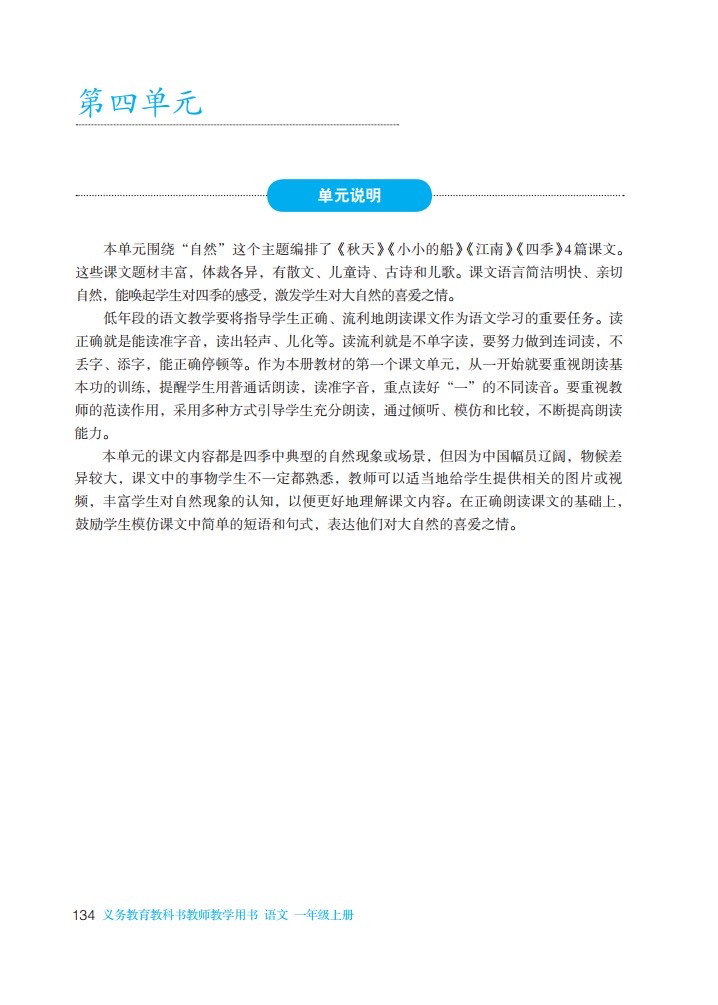 第四单元
单元说明
本单元围绕“自然”这个主题编排了《秋天》《小小的船》《江南》《四季》4篇课文。
这些课文题材丰富，体裁各异，有散文、儿童诗、古诗和儿歌。课文语言简洁明快、亲切
自然，能唤起学生对四季的感受，激发学生对大自然的喜爱之情。
低年段的语文教学要将指导学生正确、流利地朗读课文作为语文学习的重要任务。读
正确就是能读准字音，读出轻声、儿化等。读流利就是不单字读，要努力做到连词读，不
丢字、添字，能正确停顿等。作为本册教材的第一个课文单元，从一开始就要重视朗读基
本功的训练，提醒学生用普通话朗读，读准字音，重点读好“一”的不同读音。要重视教
师的范读作用，采用多种方式引导学生充分朗读，通过倾听、模仿和比较，不断提高朗读
能力。
本单元的课文内容都是四季中典型的自然现象或场景，但因为中国幅员辽阔，物候差
异较大，课文中的事物学生不一定都熟悉，教师可以适当地给学生提供相关的图片或视
频，丰富学生对自然现象的认知，以便更好地理解课文内容。在正确朗读课文的基础上，
鼓励学生模仿课文中简单的短语和句式，表达他们对大自然的喜爱之情。
134 义务教育教科书教师教学用书 语文 一年级上册